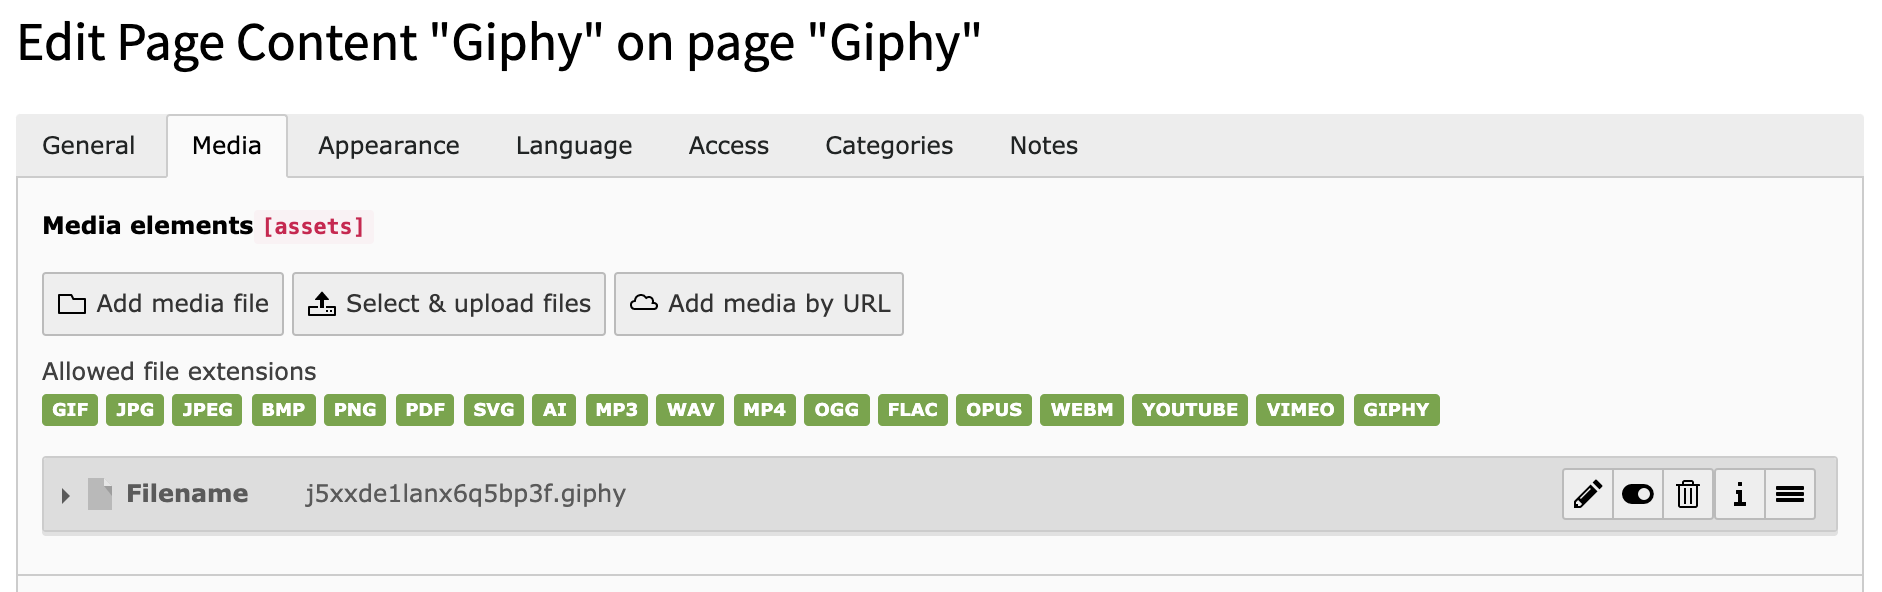 Edit Page Content "Giphy" on page "Giphy"
General Media Appearance Language Access Categories Notes
Media elements [assets]
Add media file Select & upload files Add media by URL
Allowed file extensions
GIF JPG JPEG BMP PNG PDF SVG AI MP3 WAV MP4 OGG FLAC OPUS WEBM YOUTUBE VIMEO GIPHY
Filename j5xxde1lanx6q5bp3f.giphy